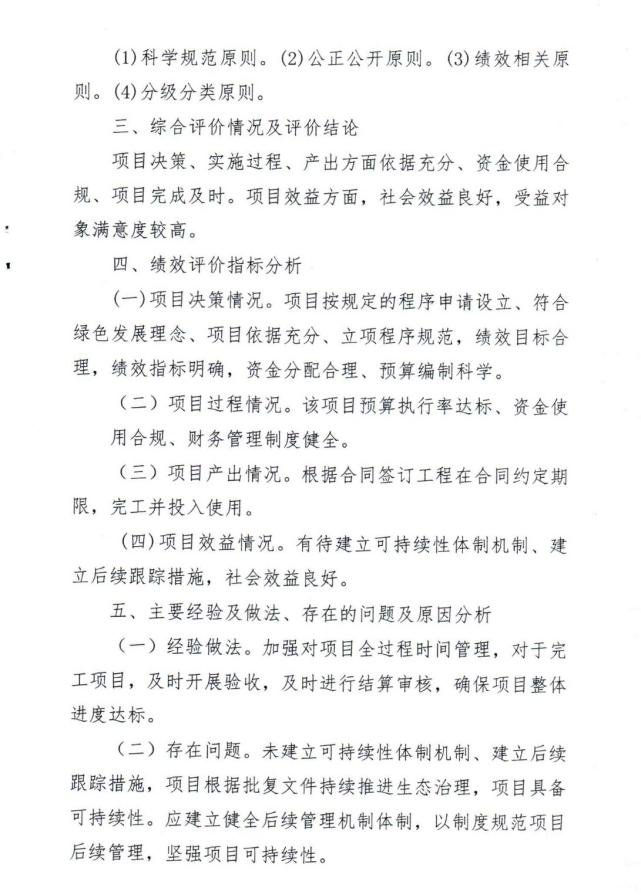 (1)科学规范原则。(2)公正公开原则。(3)绩效相关原
则。(4)分级分类原则。
三、综合评价情况及评价结论
项目决策、实施过程、产出方面依据充分、资金使用合
规、项目完成及时。项目效益方面，社会效益良好，受益对
象满意度较高。
四、绩效评价指标分析
(一)项目决策情况。项目按规定的程序申请设立、符合
绿色发展理念、项目依据充分、立项程序规范，绩效目标合
理，绩效指标明确，资金分配合理、预算编制科学。
（二）项目过程情况。该项目预算执行率达标、资金使
用合规、财务管理制度健全。
（三）项目产出情况。根据合同签订工程在合同约定期
限，完工并投入使用。
(四)项目效益情况。有待建立可持续性体制机制、建
立后续跟踪措施，社会效益良好。
五、主要经验及做法、存在的问题及原因分析
（一）经验做法。加强对项目全过程时间管理，对于完
工项目，及时开展验收，及时进行结算审核，确保项目整体
进度达标。
（二）存在问题。未建立可持续性体制机制、建立后续
跟踪措施，项目根据批复文件持续推进生态治理，项目具备
可持续性。应建立健全后续管理机制体制，以制度规范项目
后续管理，坚强项目可持续性。